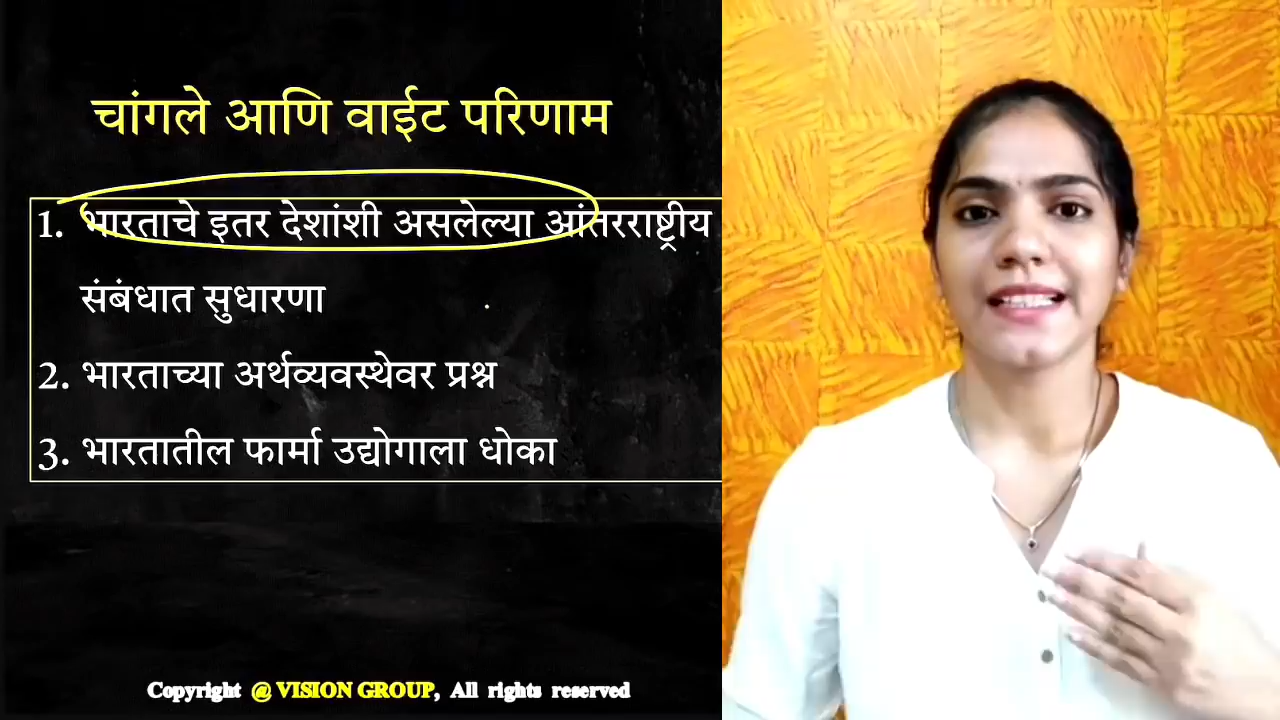 चांगले आणि वाईट परिणाम
1. भारताचे इतर देशांशी असलेल्या आंतरराष्ट्रीय
संबंधात सुधारणा
2. भारताच्या अर्थव्यवस्थेवर प्रश्न
3. भारतातील फार्मा उद्योगाला धोका
Copyright @ VISION GROUP, All rights reserved